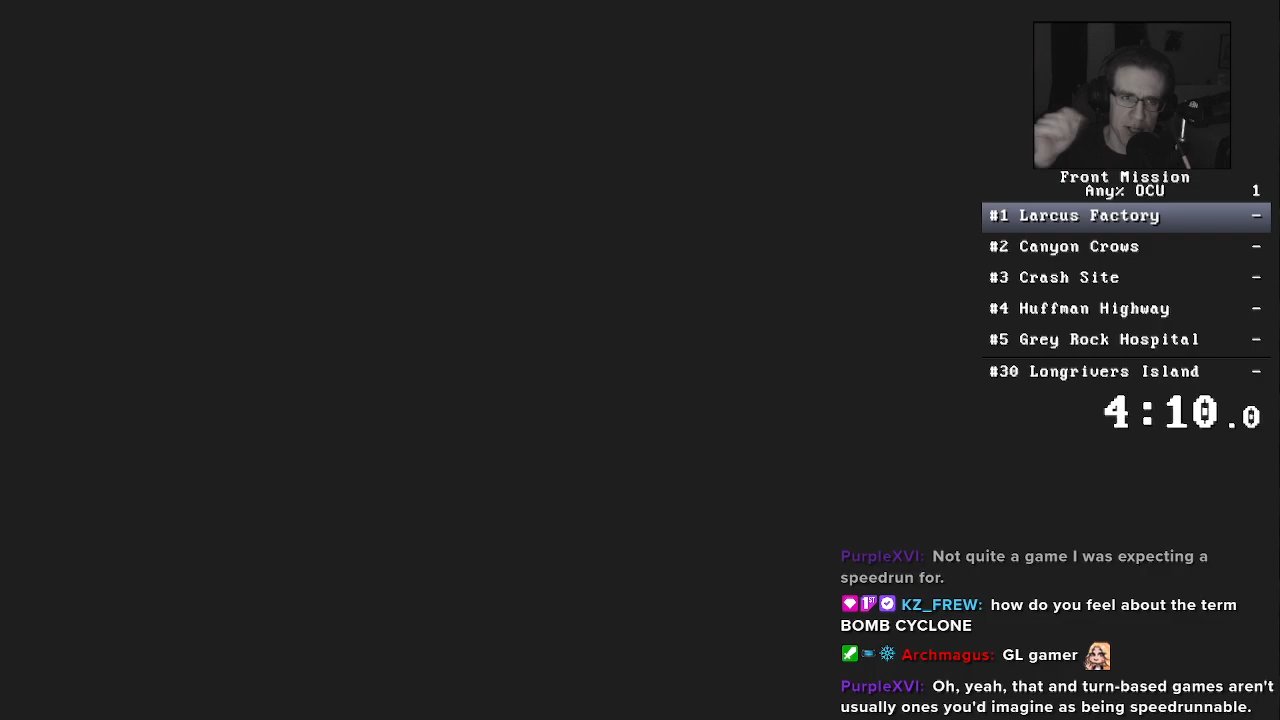 Front Mission
Any% OCU 1
#1 Larcus Factory -
#2 Canyon Crows -
#3 Crash Site -
#4 Huffman Highway -
#5 Grey Rock Hospital -
#30 Longrivers Island -
4:10.0
PurpleXVI: Not quite a game I was expecting a
speedrun for.
KZ_FREW: how do you feel about the term
BOMB CYCLONE
Archmagus: GL gamer
PurpleXVI: Oh, yeah, that and turn-based games aren't
usually ones you'd imagine as being speedrunnable.